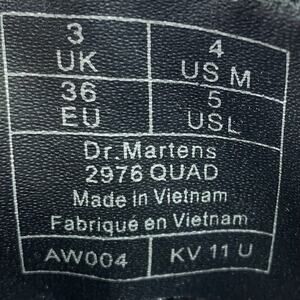 3 4
UK US M
36 5
EU USL
Dr.Martens
2976 QUAD
Made in Vietnam
Fabriqué en Vietnam
AW004 KV 11 U